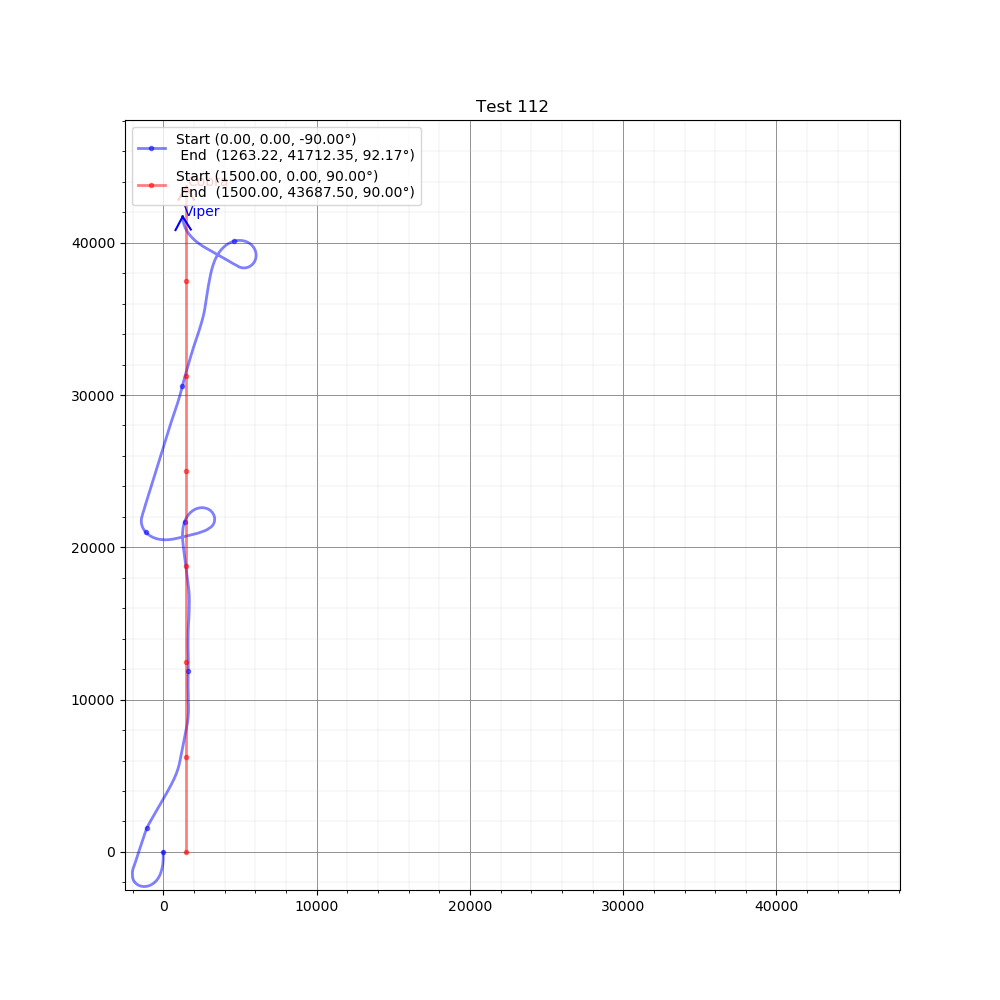 Test 112
Start (0.00, 0.00, -90.00°)
End (1263.22, 41712.35, 92.17°)
Start (1500.00, 0.00, 90.00°)
End (1500.00, 43687.50, 90.00°)
Viper
40000
30000
20000
10000
0
0 10000 20000 30000 40000